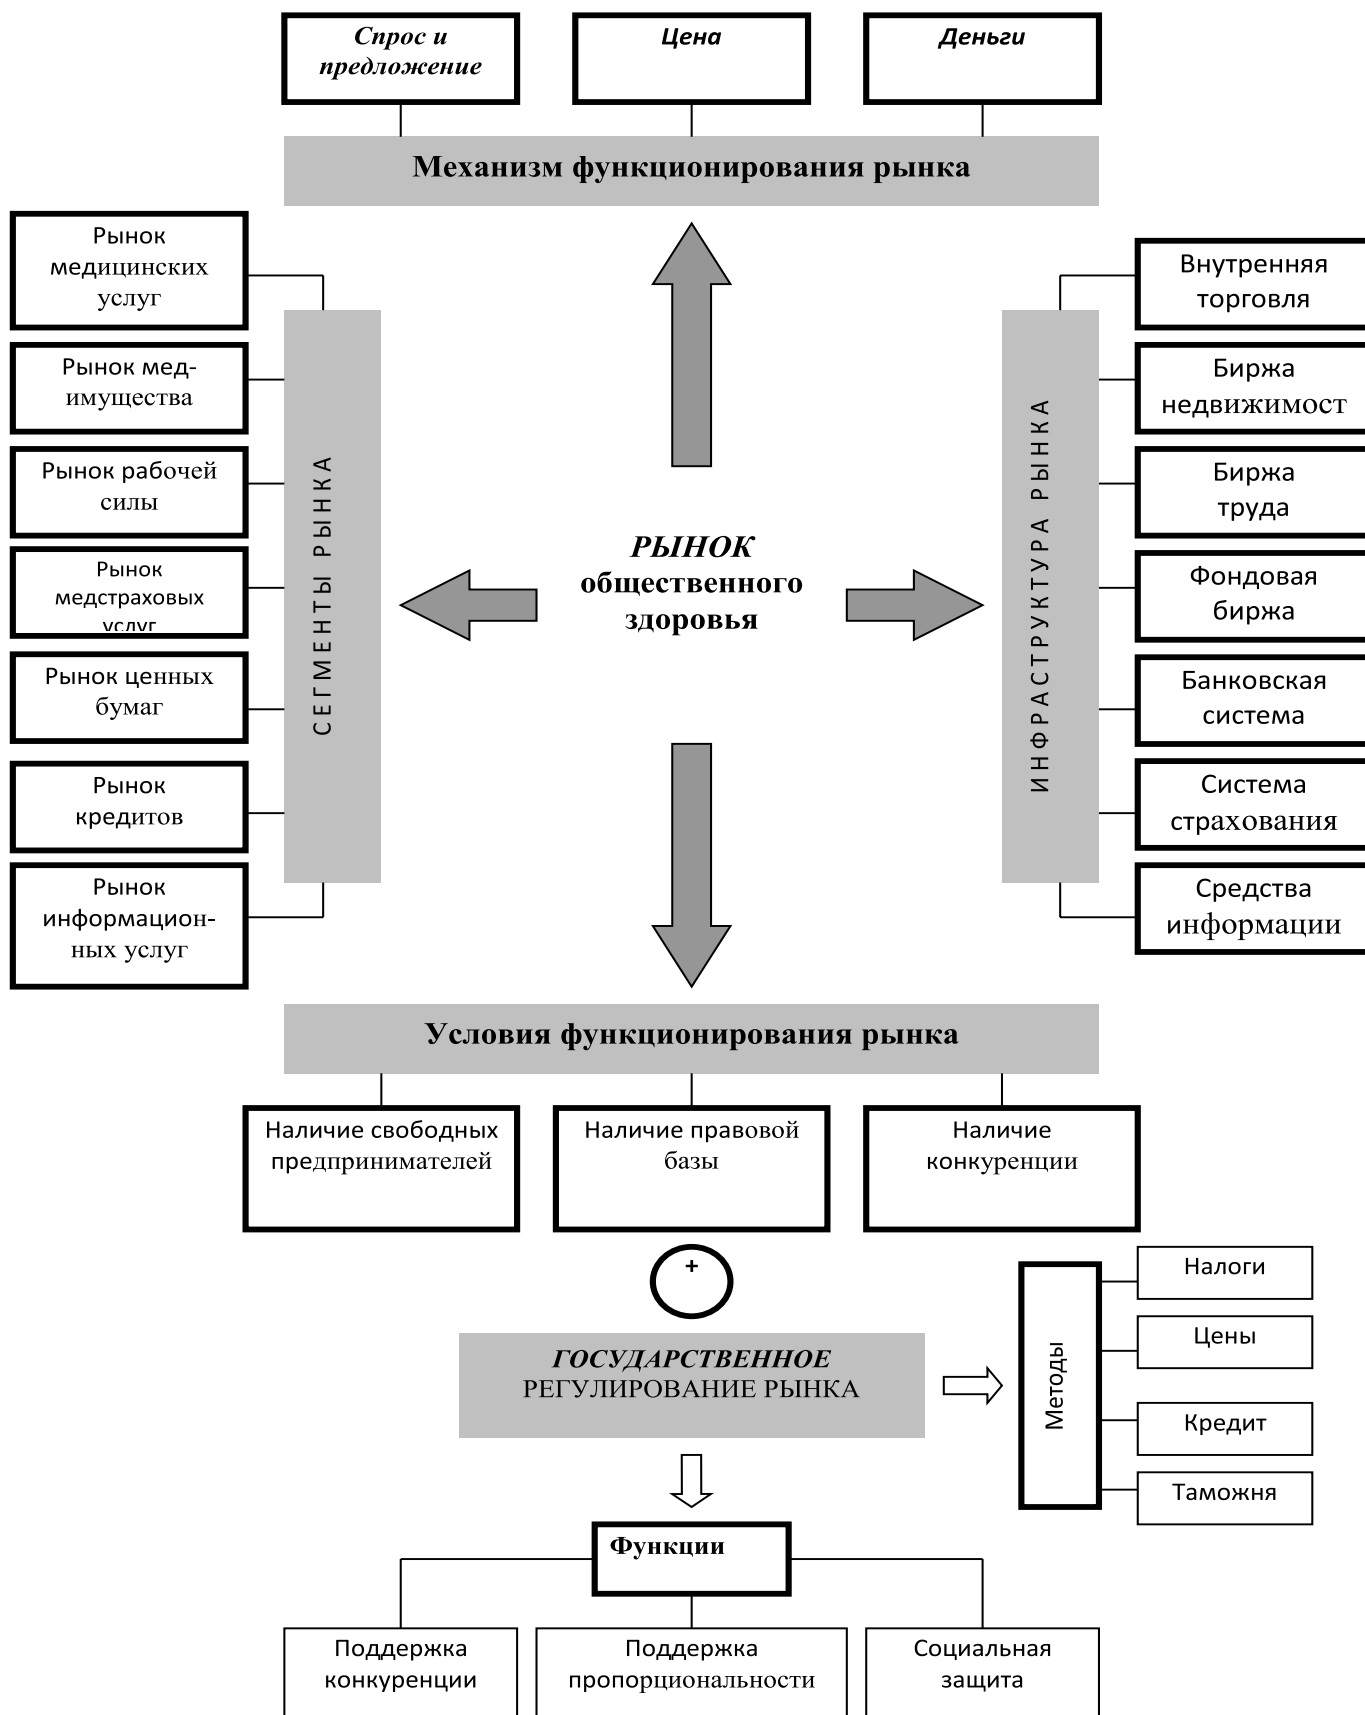 Спрос и
предложение
Цена
Деньги
Механизм функционирования рынка
Рынок
медицинских
услуг
Рынок мед-
имущества
Рынок рабочей
силы
Рынок
медстраховых
услуг
Рынок ценных
бумаг
Рынок
кредитов
Рынок
информацион-
ных услуг
СЕГМЕНТЫ РЫНКА
РЫНОК
общественного
здоровья
ИНФРАСТРУКТУРА РЫНКА
Внутренняя
торговля
Биржа
недвижимост
Биржа
труда
Фондовая
биржа
Банковская
система
Система
страхования
Средства
информации
Условия функционирования рынка
Наличие свободных
предпринимателей
Наличие правовой
базы
Наличие
конкуренции
+
ГОСУДАРСТВЕННОЕ
РЕГУЛИРОВАНИЕ РЫНКА
Методы
Налоги
Цены
Кредит
Таможня
Функции
Поддержка
конкуренции
Поддержка
пропорциональности
Социальная
защита